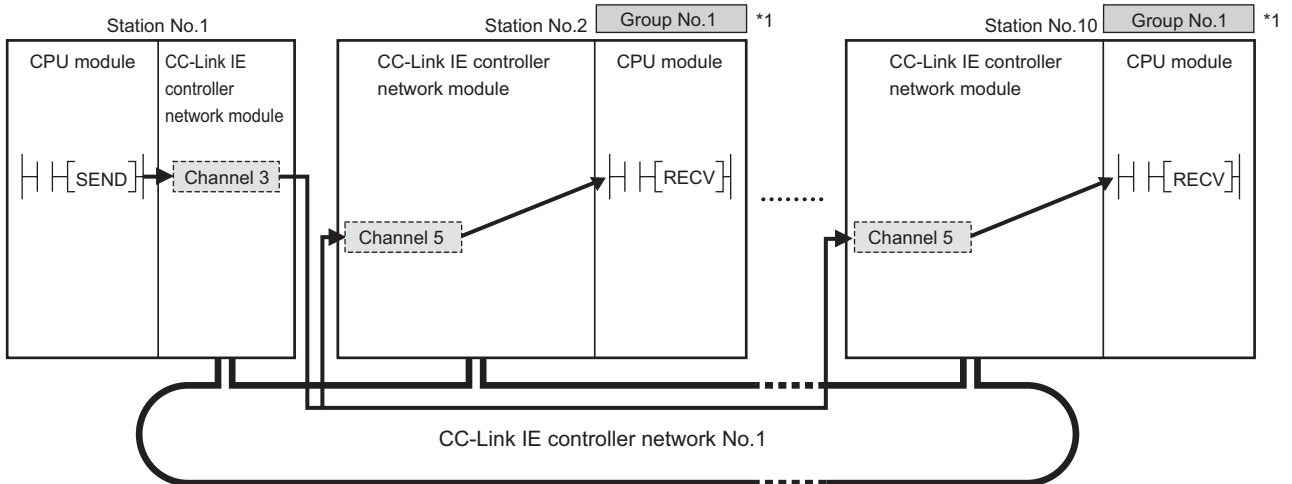 Station No.1
CPU module
CC-Link IE
controller
network module
SEND
Channel 3
Station No.2
Group No.1
*1
CC-Link IE controller
network module
CPU module
Channel 5
RECV
Station No.10
Group No.1
*1
CC-Link IE controller
network module
CPU module
Channel 5
RECV
CC-Link IE controller network No.1